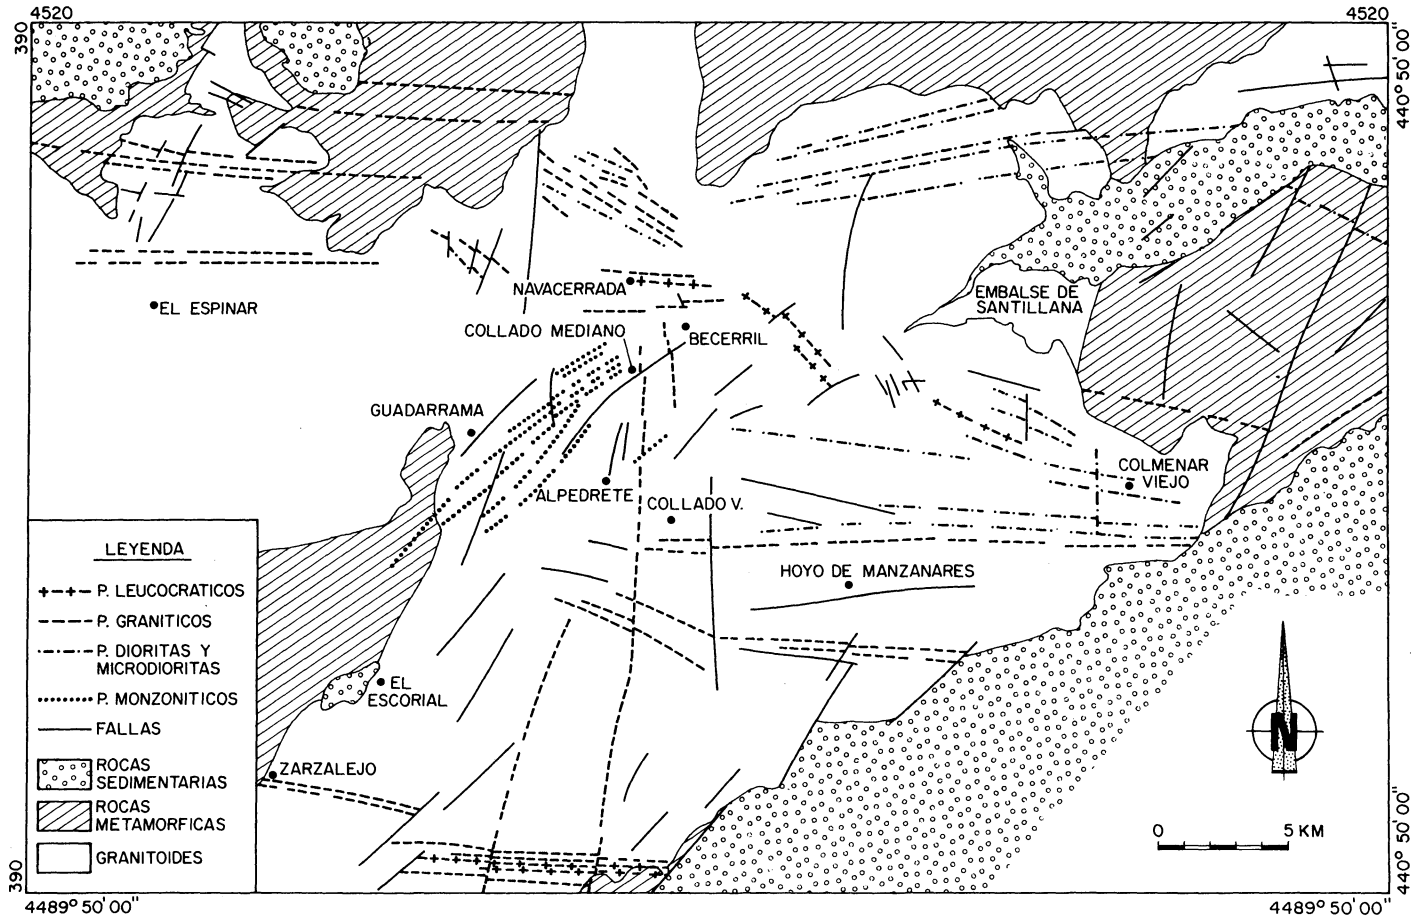 4520
4520
390
440° 50' 00"
NAVACERRADA
EL ESPINAR
EMBALSE DE
SANTILLANA
COLLADO MEDIANO
BECERRIL
GUADARRAMA
COLMENAR
VIEJO
ALPEDRETE
COLLADO V.
HOYO DE MANZANARES
EL
ESCORIAL
ZARZALEJO
LEYENDA
P. LEUCOCRATICOS
P. GRANITICOS
P. DIORITAS Y
MICRODIORITAS
P. MONZONITICOS
FALLAS
ROCAS
SEDIMENTARIAS
ROCAS
METAMORFICAS
GRANITOIDES
N
0 5 KM
390
440° 50' 00"
4489° 50' 00"
4489° 50' 00"